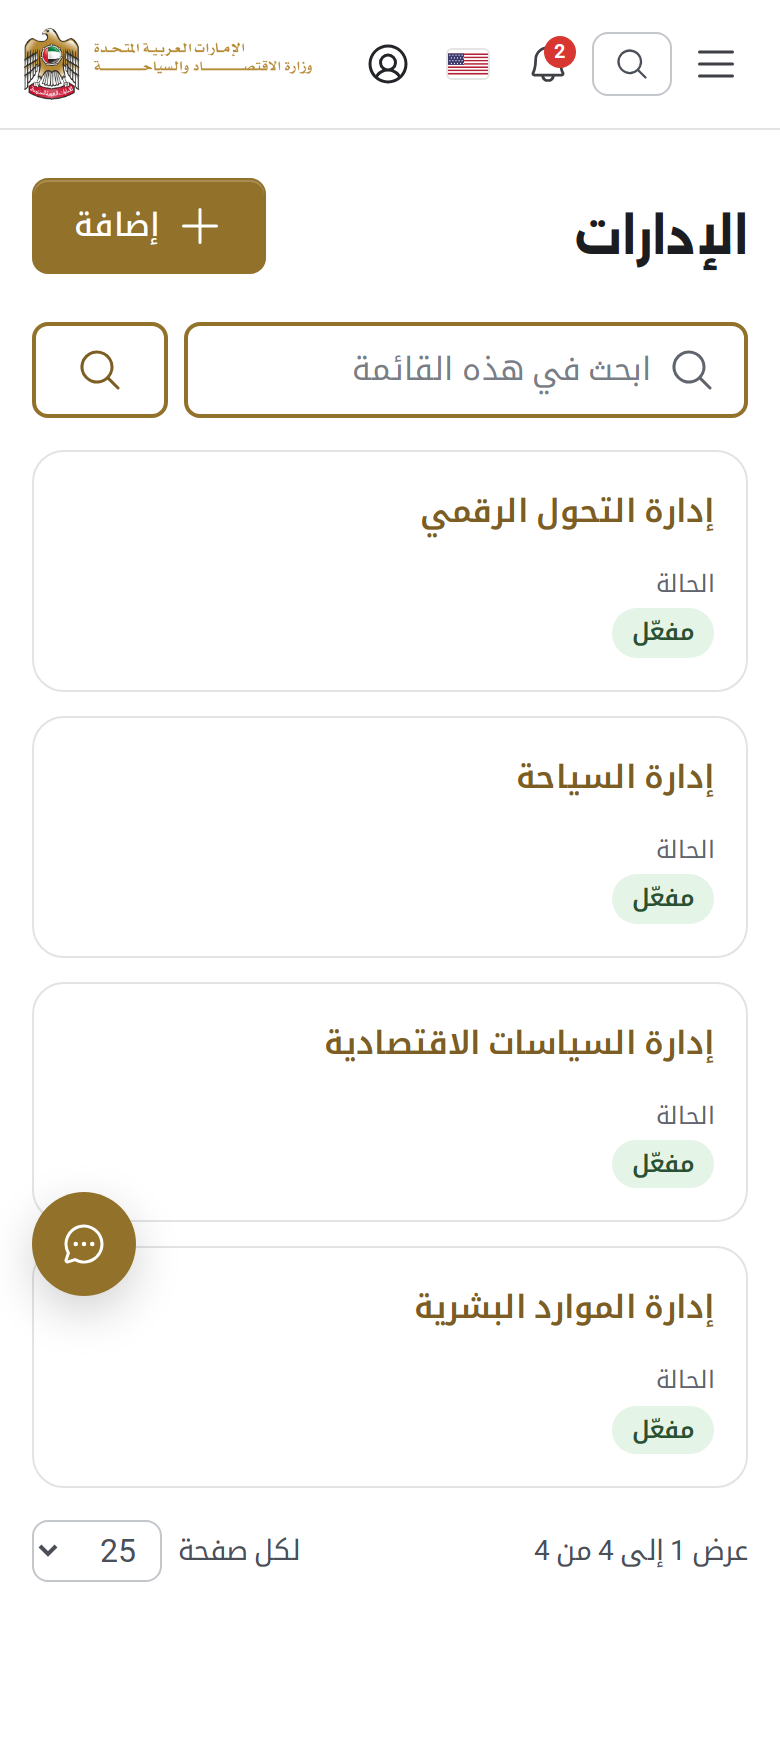 الإمارات العربية المتحدة
وزارة الاقتصاد والسياحة
2
الإدارات
إضافة
ابحث في هذه القائمة
إدارة التحول الرقمي
الحالة
مفعّل
إدارة السياحة
الحالة
مفعّل
إدارة السياسات الاقتصادية
الحالة
مفعّل
إدارة الموارد البشرية
الحالة
مفعّل
عرض 1 إلى 4 من 4
لكل صفحة 25